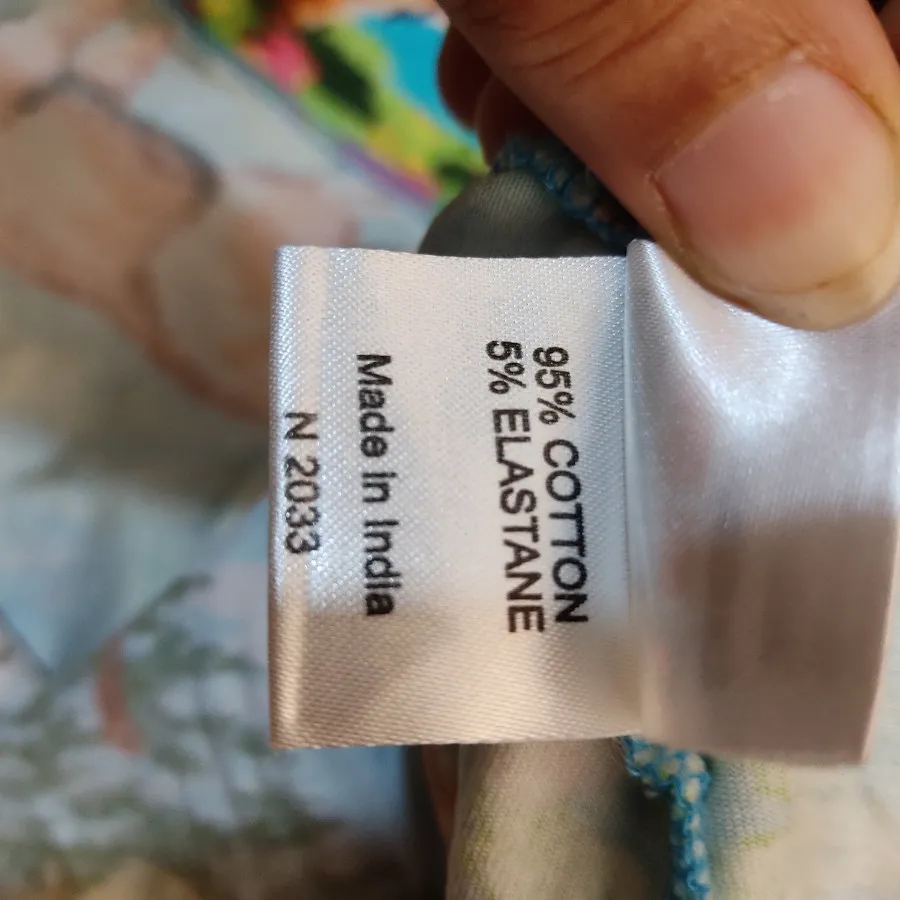 95% COTTON
5% ELASTANE
Made in India
N 2033